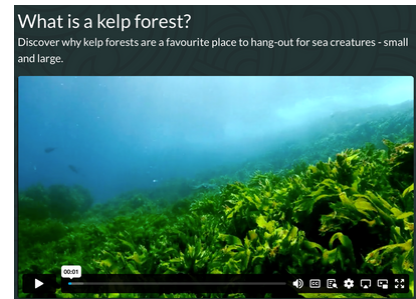 What is a kelp forest?
Discover why kelp forests are a favourite place to hang-out for sea creatures - small
and large.
00:01
CC